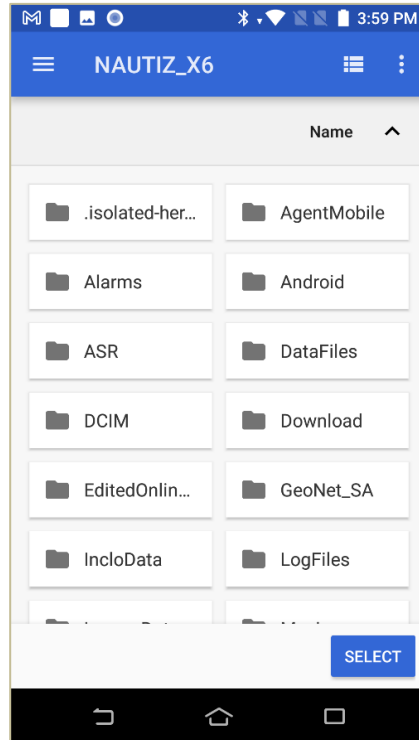 3:59 PM
NAUTIZ_X6
Name
.isolated-her... AgentMobile
Alarms Android
ASR DataFiles
DCIM Download
EditedOnlin... GeoNet_SA
IncloData LogFiles
SELECT